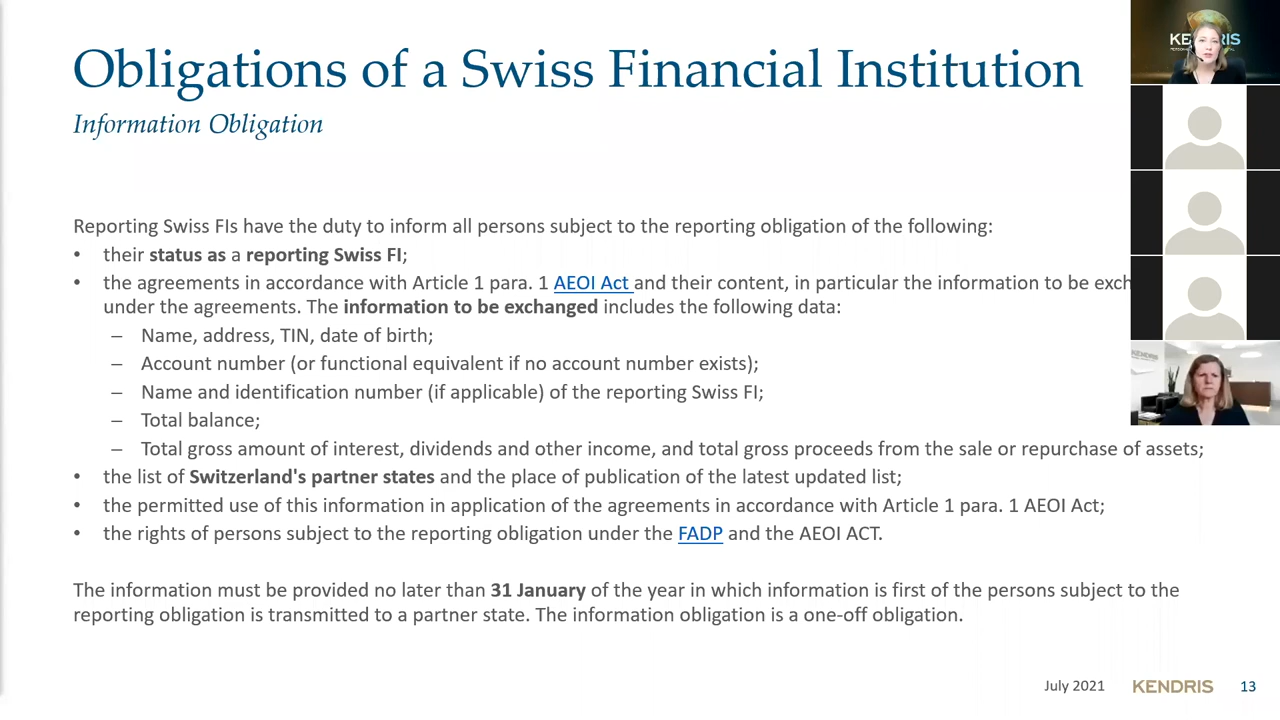 Obligations of a Swiss Financial Institution
Information Obligation
Reporting Swiss FIs have the duty to inform all persons subject to the reporting obligation of the following:
• their status as a reporting Swiss FI;
• the agreements in accordance with Article 1 para. 1 AEOI Act and their content, in particular the information to be exch
under the agreements. The information to be exchanged includes the following data:
– Name, address, TIN, date of birth;
– Account number (or functional equivalent if no account number exists);
– Name and identification number (if applicable) of the reporting Swiss FI;
– Total balance;
– Total gross amount of interest, dividends and other income, and total gross proceeds from the sale or repurchase of assets;
• the list of Switzerland's partner states and the place of publication of the latest updated list;
• the permitted use of this information in application of the agreements in accordance with Article 1 para. 1 AEOI Act;
• the rights of persons subject to the reporting obligation under the FADP and the AEOI ACT.
The information must be provided no later than 31 January of the year in which information is first of the persons subject to the
reporting obligation is transmitted to a partner state. The information obligation is a one-off obligation.
July 2021 KENDRIS 13